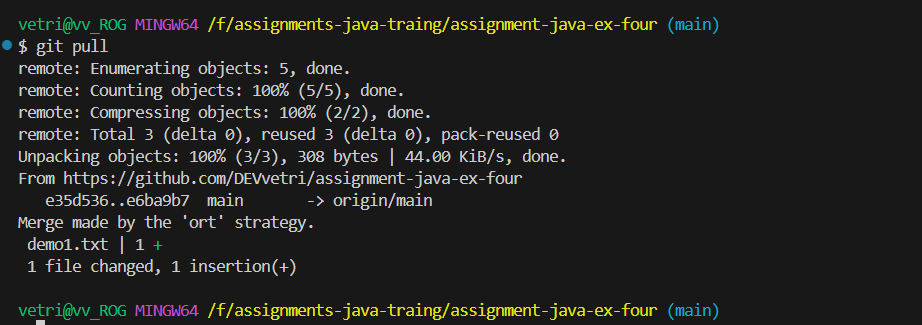 vetri@vv_ROG MINGW64 /f/assignments-java-traing/assignment-java-ex-four (main)
$ git pull
remote: Enumerating objects: 5, done.
remote: Counting objects: 100% (5/5), done.
remote: Compressing objects: 100% (2/2), done.
remote: Total 3 (delta 0), reused 3 (delta 0), pack-reused 0
Unpacking objects: 100% (3/3), 308 bytes | 44.00 KiB/s, done.
From https://github.com/DEVvetri/assignment-java-ex-four
   e35d536..e6ba9b7  main       -> origin/main
Merge made by the 'ort' strategy.
 demo1.txt | 1 +
 1 file changed, 1 insertion(+)
vetri@vv_ROG MINGW64 /f/assignments-java-traing/assignment-java-ex-four (main)